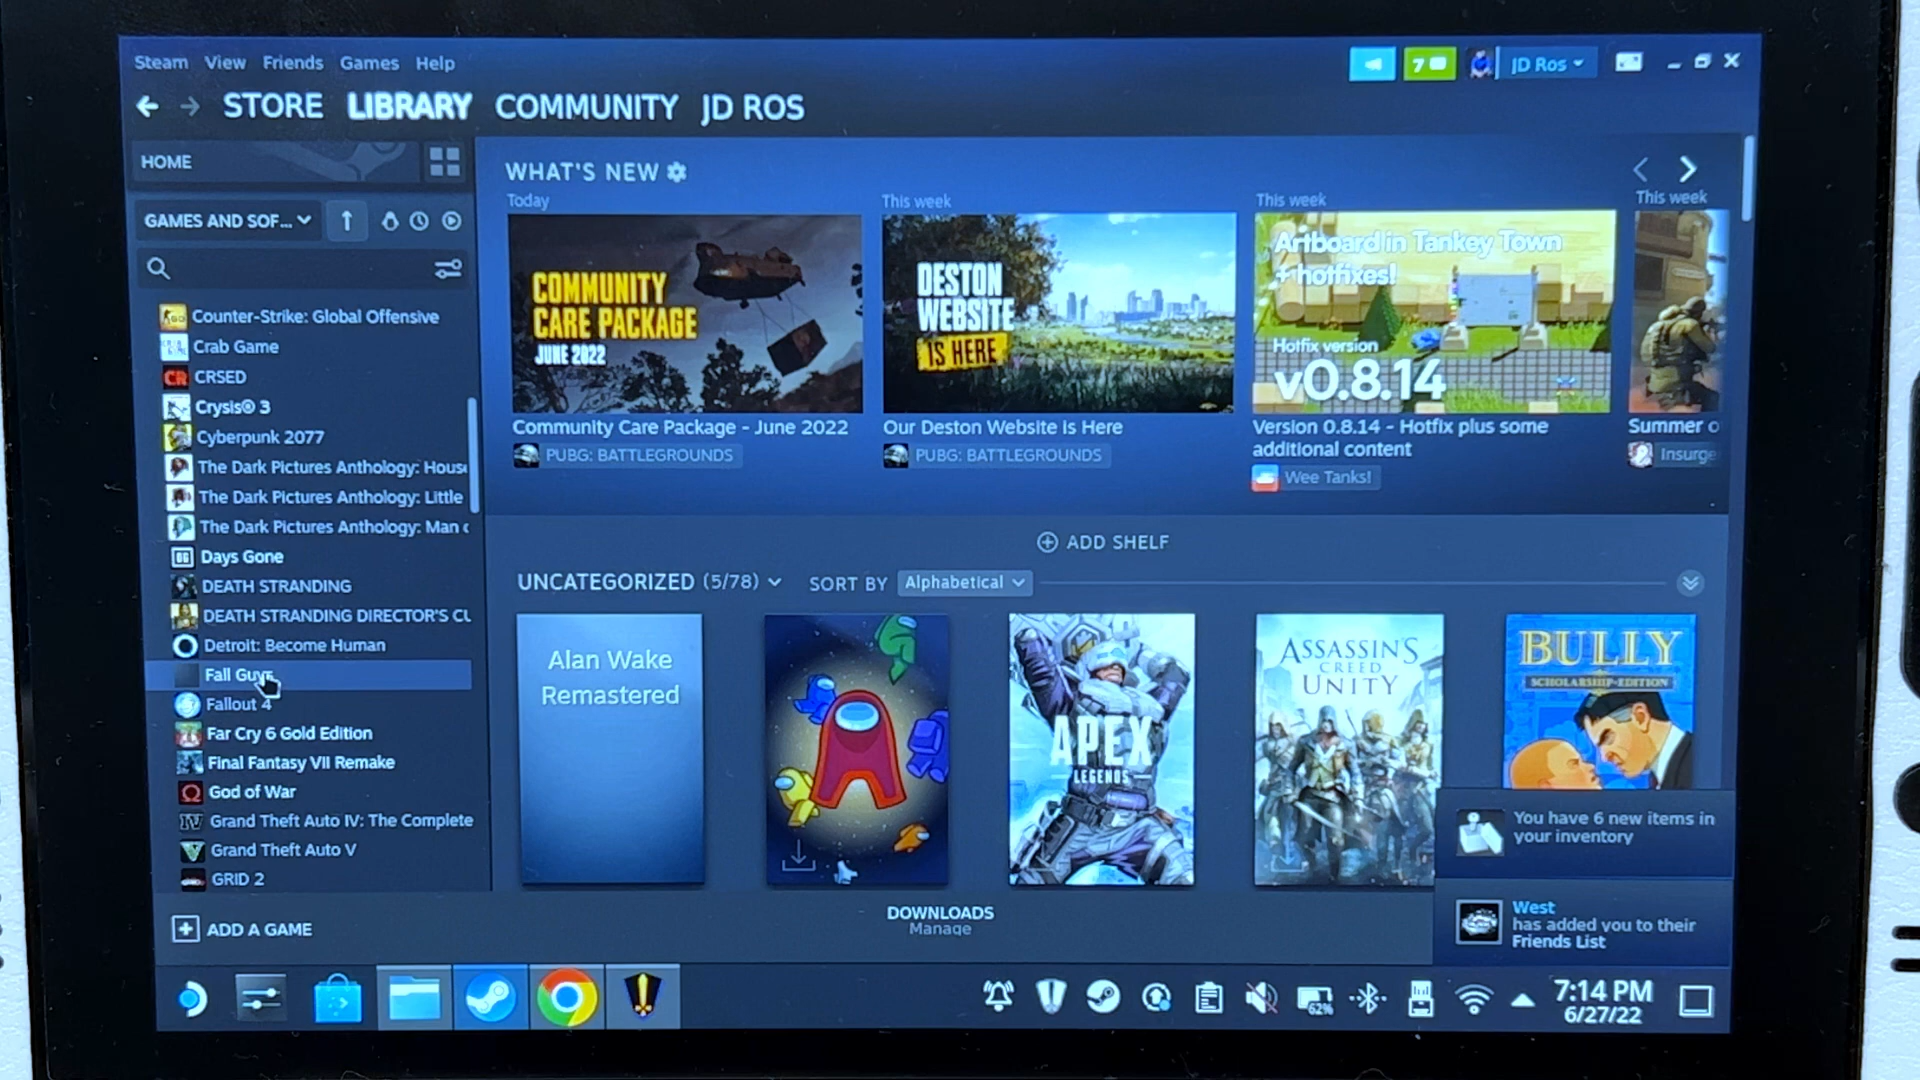 Steam View Friends Games Help
7
JD Ros
STORE LIBRARY COMMUNITY JD ROS
HOME
GAMES AND SOF...
Counter-Strike: Global Offensive
Crab Game
CR CRSED
Crysis® 3
Cyberpunk 2077
The Dark Pictures Anthology: House
The Dark Pictures Anthology: Little
The Dark Pictures Anthology: Man
Days Gone
DEATH STRANDING
DEATH STRANDING DIRECTOR'S CU
Detroit: Become Human
Fall Guys
Fallout 4
Far Cry 6 Gold Edition
Final Fantasy VII Remake
God of War
IV Grand Theft Auto IV: The Complete
V Grand Theft Auto V
GRID 2
ADD A GAME
WHAT'S NEW
Today
COMMUNITY
CARE PACKAGE
JUNE 2022
Community Care Package - June 2022
PUBG: BATTLEGROUNDS
This week
DESTON
WEBSITE
IS HERE
Our Deston Website is Here
PUBG: BATTLEGROUNDS
This week
Artboard in Tankey Town
+ hotfixes!
Hotfix version
v0.8.14
Version 0.8.14 - Hotfix plus some
additional content
Wee Tanks!
This week
Summer o
Insurge
ADD SHELF
UNCATEGORIZED (5/78)
SORT BY Alphabetical
Alan Wake
Remastered
APEX
LEGENDS
ASSASSIN'S
CREED
UNITY
BULLY
SCHOLARSHIP EDITION
You have 6 new items in
your inventory
West
has added you to their
Friends List
DOWNLOADS
Manage
62%
7:14 PM
6/27/22